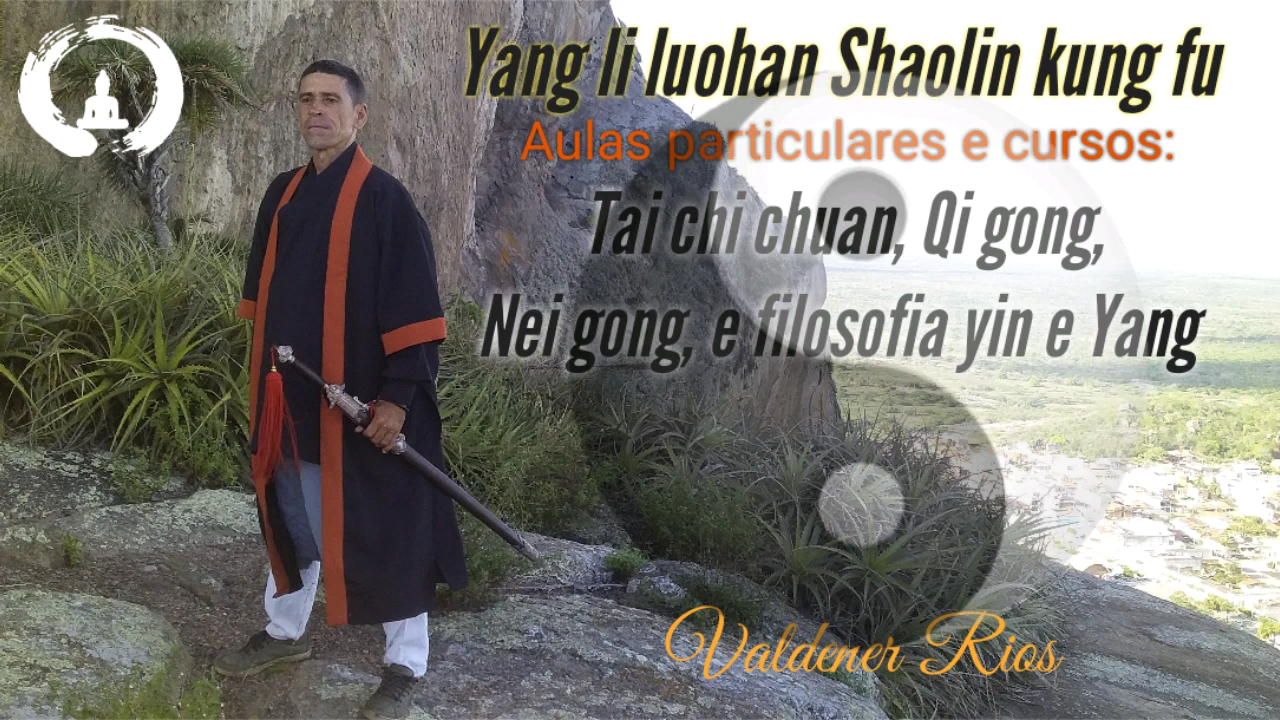 Yang li luohan Shaolin kung fu
Aulas particulares e cursos:
Tai chi chuan, Qi gong,
Nei gong, e filosofia yin e Yang
Valdener Rios